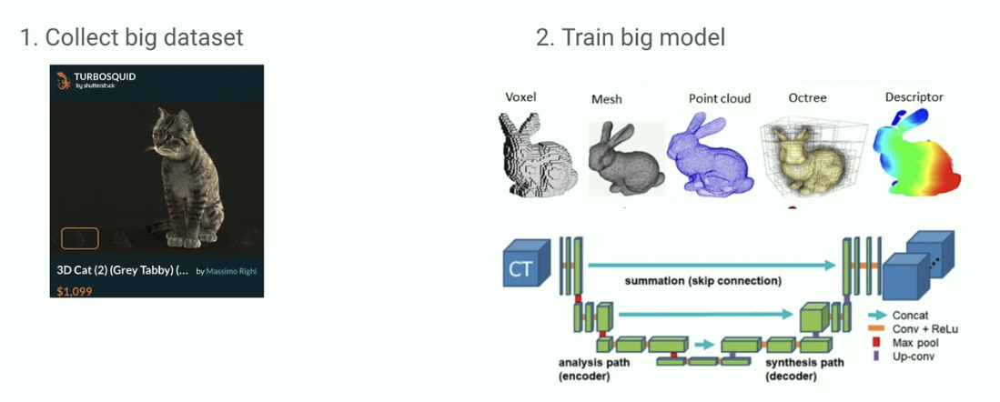 1. Collect big dataset
TURBOSQUID
by shutterstock
3D Cat (2) (Grey Tabby) (... by Massimo Righi
$1,099
2. Train big model
Voxel Mesh Point cloud Octree Descriptor
CT
summation (skip connection)
analysis path
(encoder)
synthesis path
(decoder)
Concat
Conv + ReLu
Max pool
Up-conv